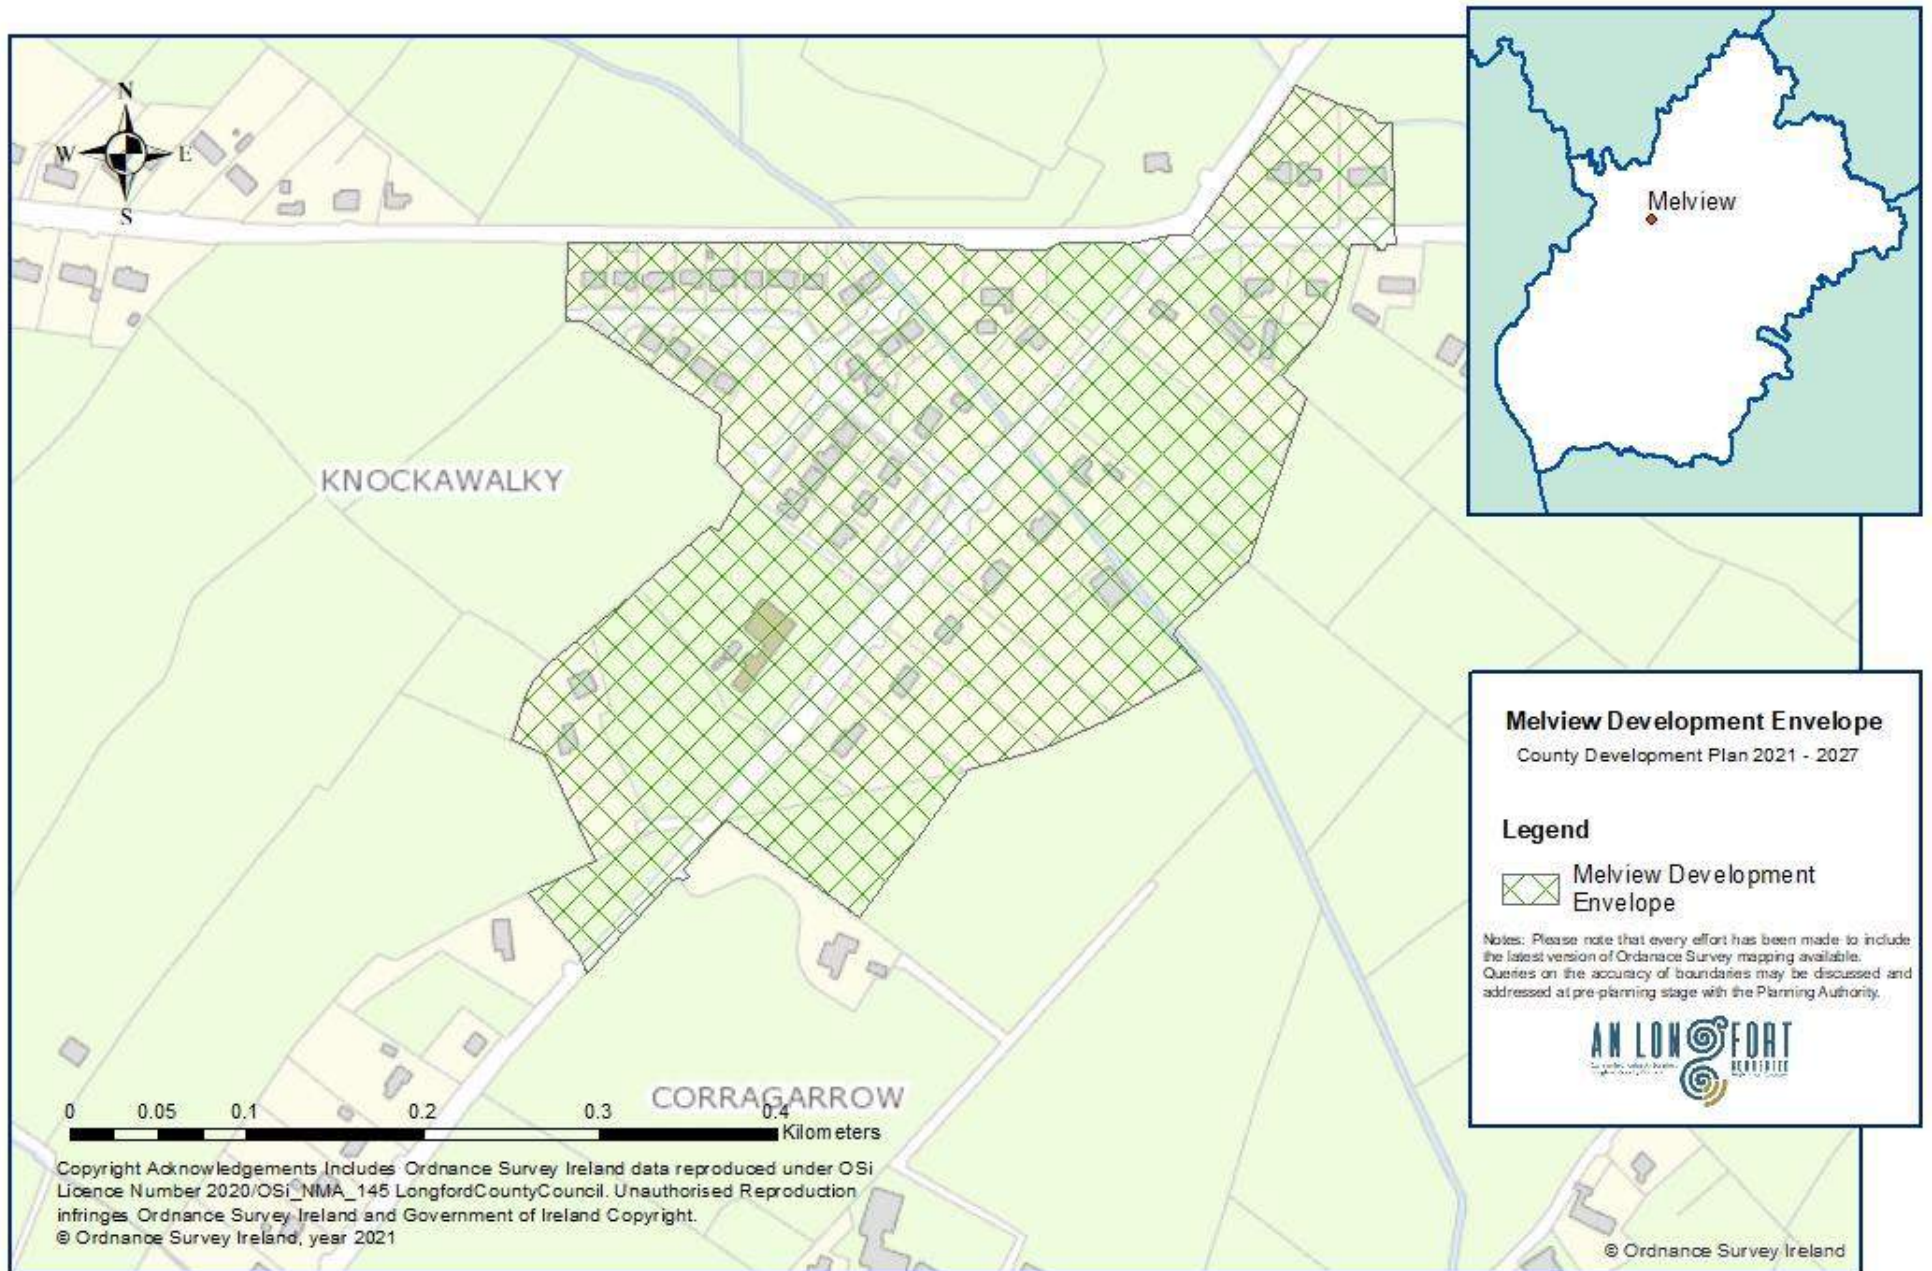 N
W
E
S
Melview
KNOCKAWALKY
Melview Development Envelope
County Development Plan 2021 - 2027
Legend
Melview Development
Envelope
Notes: Please note that every effort has been made to include
the latest version of Ordanace Survey mapping available.
Queries on the accuracy of boundaries may be discussed and
addressed at pre-planning stage with the Planning Authority.
AN LONGFORT
CORRAGARROW
0 0.05 0.1 0.2 0.3 0.4
Kilometers
Copyright Acknowledgements Includes Ordnance Survey Ireland data reproduced under OSi
Licence Number 2020/OSi_NMA_145 LongfordCountyCouncil. Unauthorised Reproduction
infringes Ordnance Survey Ireland and Government of Ireland Copyright.
© Ordnance Survey Ireland, year 2021
© Ordnance Survey Ireland